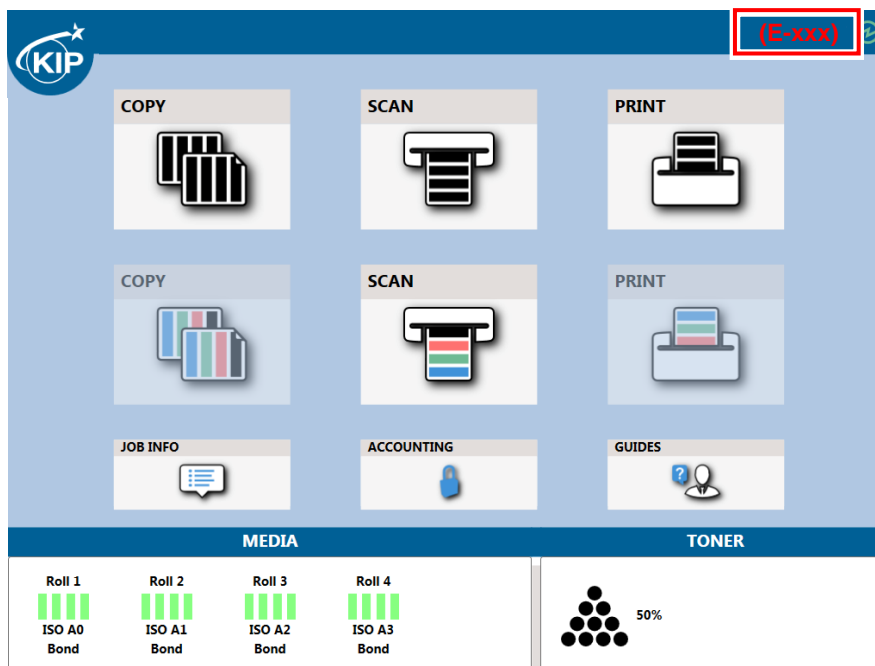 (E-xxx)
KIP
COPY SCAN PRINT
COPY SCAN PRINT
JOB INFO ACCOUNTING GUIDES
?
MEDIA TONER
Roll 1 Roll 2 Roll 3 Roll 4
50%
ISO A0 ISO A1 ISO A2 ISO A3
Bond Bond Bond Bond